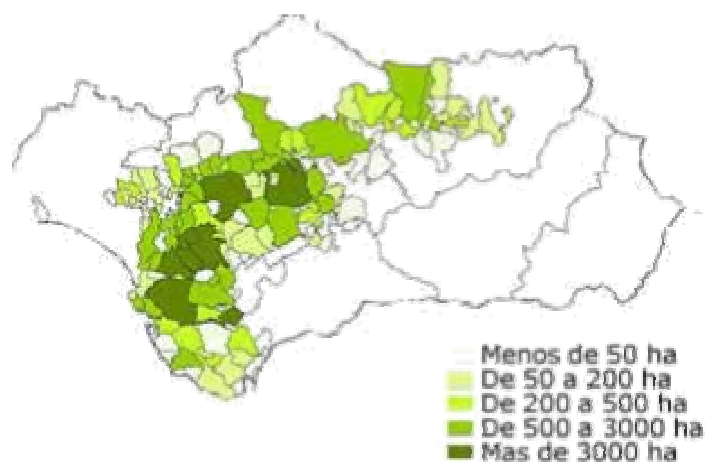 Menos de 50 ha
De 50 a 200 ha
De 200 a 500 ha
De 500 a 3000 ha
Mas de 3000 ha